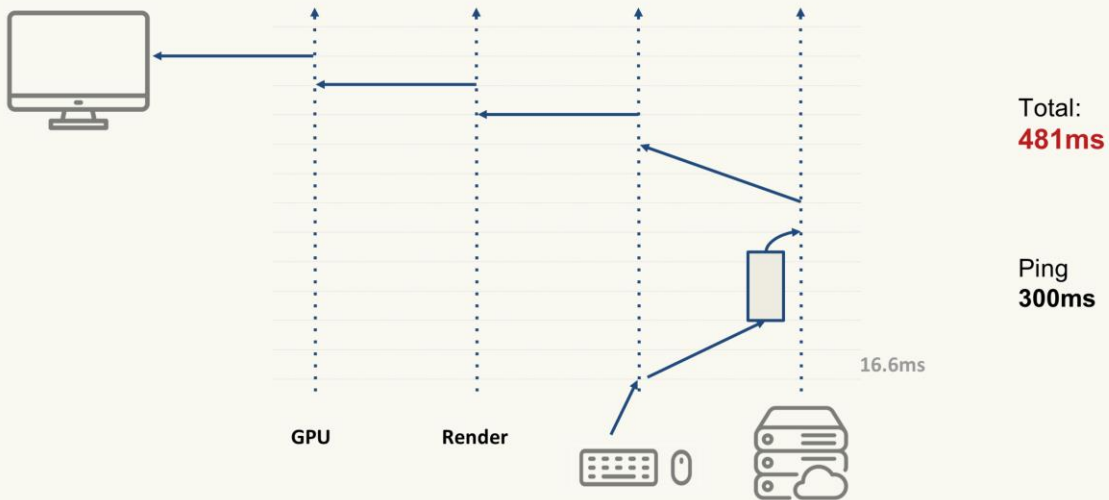 Total:
481ms
Ping
300ms
16.6ms
GPU
Render